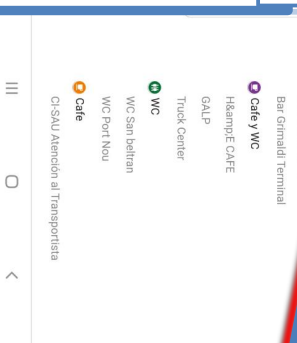 Bar Grimaldi Terminal
Cafe y WC
H&amp;E CAFE
GALP
Truck Center
WC
WC San beltran
WC Port Nou
Cafe
CI-SAU Atención al Transportista